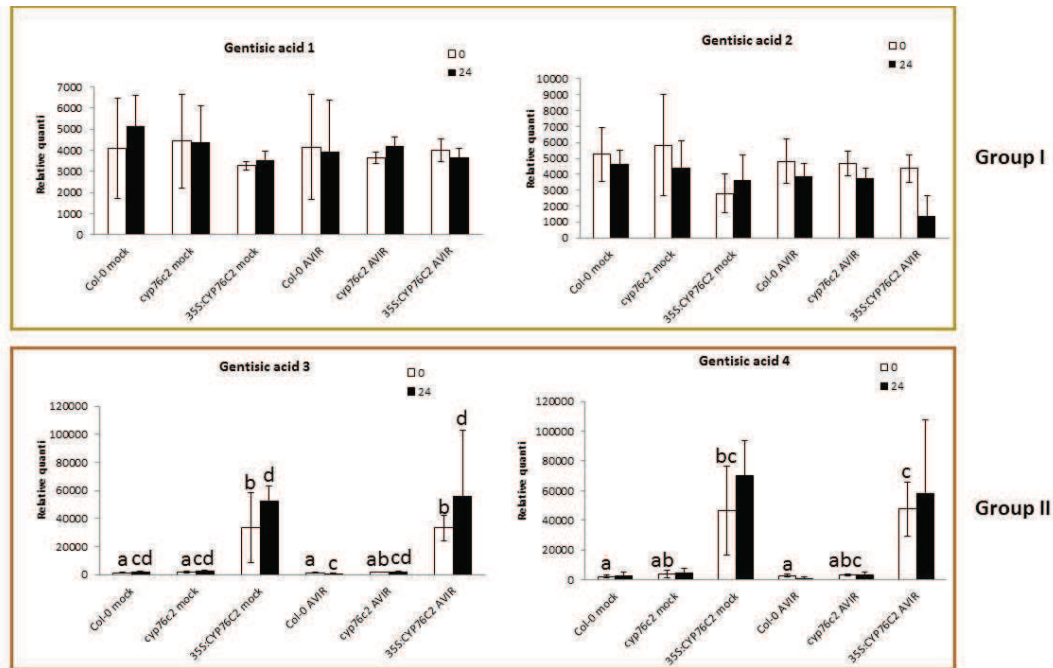 Gentisic acid 1
0
24
Relative quanti
7000
6000
5000
4000
3000
2000
1000
0
Col-0 mock
cyp76c2 mock
35S:CYP76C2 mock
Col-0 AVIR
cyp76c2 AVIR
35S:CYP76C2 AVIR
Gentisic acid 2
0
24
Relative quanti
10000
9000
8000
7000
6000
5000
4000
3000
2000
1000
0
Col-0 mock
cyp76c2 mock
35S:CYP76C2 mock
Col-0 AVIR
cyp76c2 AVIR
35S:CYP76C2 AVIR
Group I
Gentisic acid 3
0
24
Relative quanti
120000
100000
80000
60000
40000
20000
0
a cd a cd b d a c ab cd b d
Col-0 mock
cyp76c2 mock
35S:CYP76C2 mock
Col-0 AVIR
cyp76c2 AVIR
35S:CYP76C2 AVIR
Gentisic acid 4
0
24
Relative quanti
120000
100000
80000
60000
40000
20000
0
a ab bc a abc c
Col-0 mock
cyp76c2 mock
35S:CYP76C2 mock
Col-0 AVIR
cyp76c2 AVIR
35S:CYP76C2 AVIR
Group II